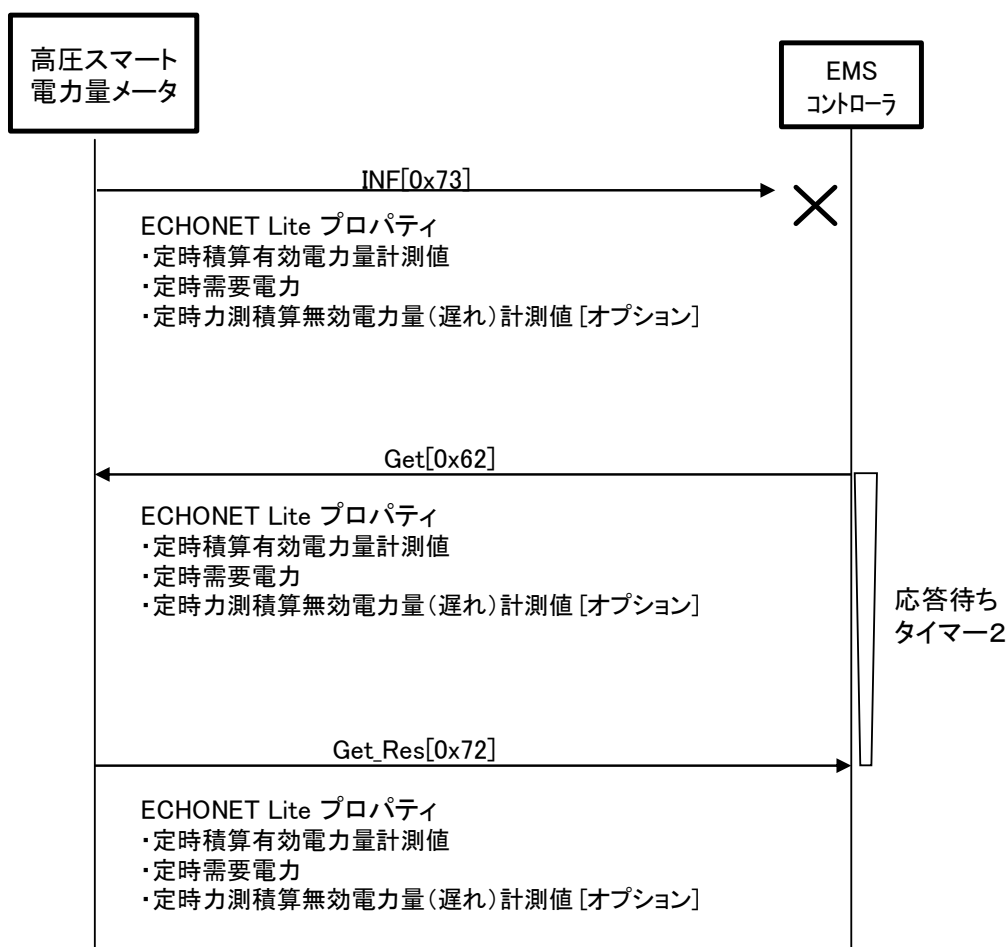 高圧スマート
電力量メータ
EMS
コントローラ
INF[0x73]
ECHONET Lite プロパティ
・定時積算有効電力量計測値
・定時需要電力
・定時力測積算無効電力量（遅れ）計測値［オプション］
Get[0x62]
ECHONET Lite プロパティ
・定時積算有効電力量計測値
・定時需要電力
・定時力測積算無効電力量（遅れ）計測値［オプション］
応答待ち
タイマー２
Get_Res[0x72]
ECHONET Lite プロパティ
・定時積算有効電力量計測値
・定時需要電力
・定時力測積算無効電力量（遅れ）計測値［オプション］